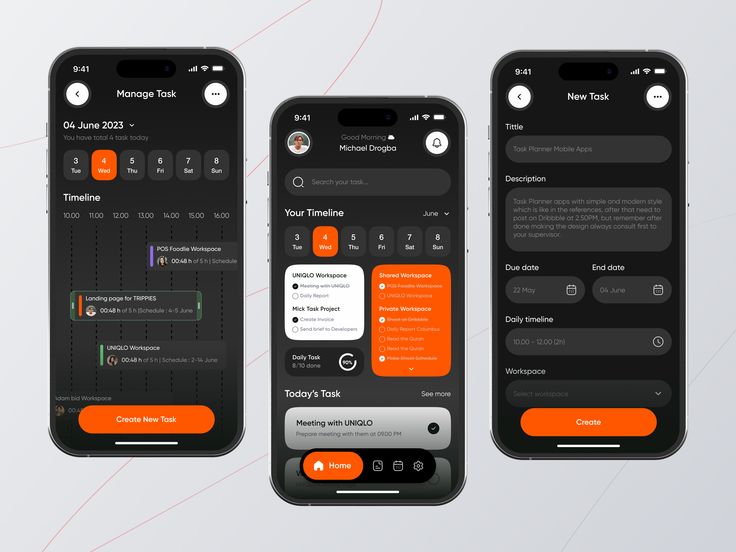 9:41
Manage Task
04 June 2023
You have total 4 task today
3 4 5 6 7 8
Tue Wed Thu Fri Sat Sun
Timeline
10.00 11.00 12.00 13.00 14.00 15.00 16.00
POS Foodlie Workspace
00:48 h of 5 h | Schedule
Landing page for TRIPPIES
00:48 h of 5 h | Schedule : 4-5 June
UNIQLO Workspace
00:48 h of 5 h | Schedule : 2-14 June
dam bid Workspace
00:48
Create New Task
9:41
Good Morning
Michael Drogba
Search your task...
Your Timeline
June
3 4 5 6 7 8
Tue Wed Thu Fri Sat Sun
UNIQLO Workspace
Meeting with UNIQLO
Daily Report
Mick Task Project
Create Invoice
Send brief to Developers
Daily Task
8/10 done
90%
Shared Workspace
POS Foodlie Workspace
UNIQLO Workspace
Private Workspace
Shoot at Dribbble
Daily Report Columbus
Read the Quran
Read the Quran
Make Shoot Schedule
Today's Task
See more
Meeting with UNIQLO
Prepare meeting with them at 09.00 PM
Home
9:41
New Task
Tittle
Task Planner Mobile Apps
Description
Task Planner apps with simple and modern style
which is like in the references, after that need to
post on Dribbble at 2.50PM, but remember after
done making the design always consult first to
your supervisor.
Due date
End date
22 May
04 June
Daily timeline
10.00 - 12.00 (2h)
Workspace
Select workspace
Create